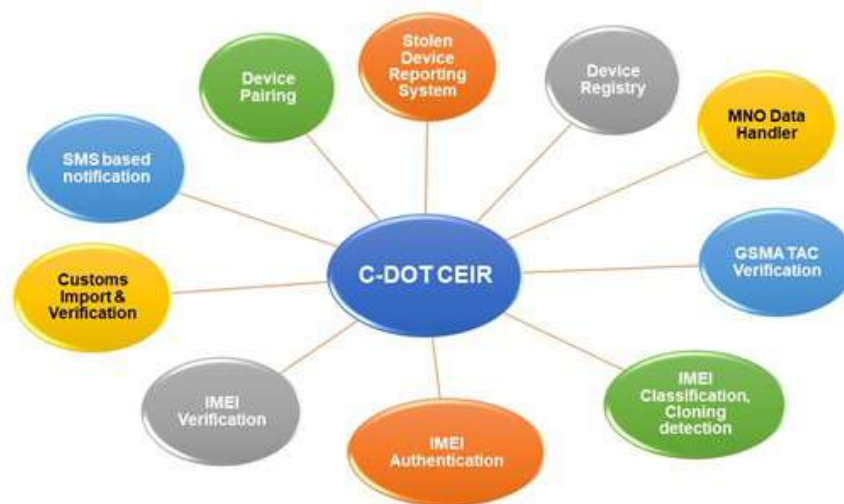 Stolen
Device
Reporting
System
Device
Pairing
Device
Registry
MNO Data
Handler
SMS based
notification
GSMA TAC
Verification
C-DOT CEIR
Customs
Import &
Verification
IMEI
Verification
IMEI
Authentication
IMEI
Classification,
Cloning
detection